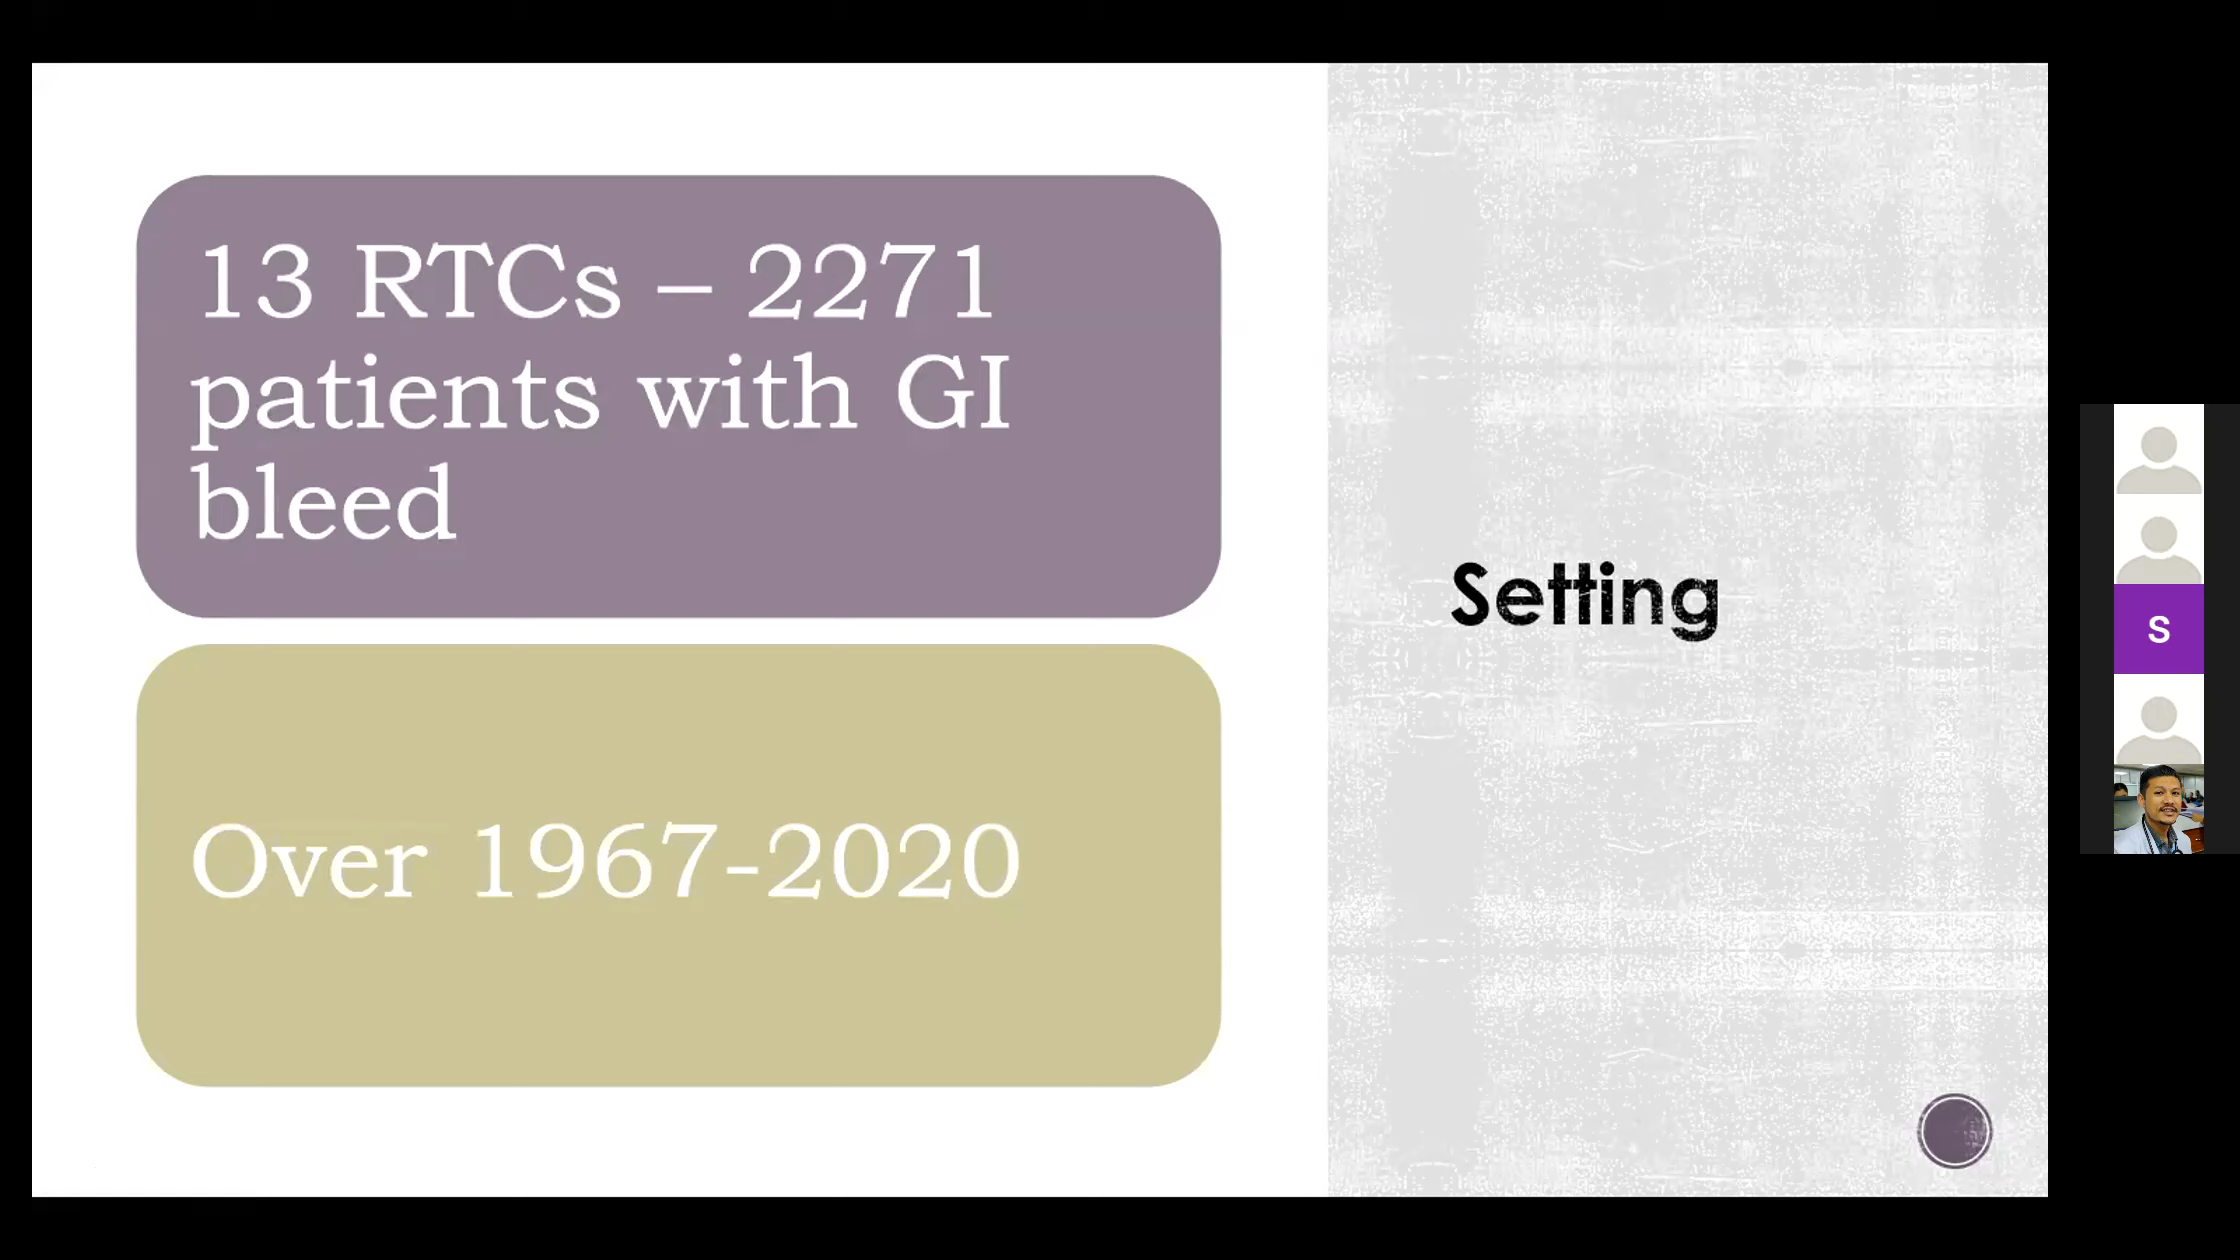 13 RTCs – 2271
patients with GI
bleed
Over 1967-2020
Setting
S